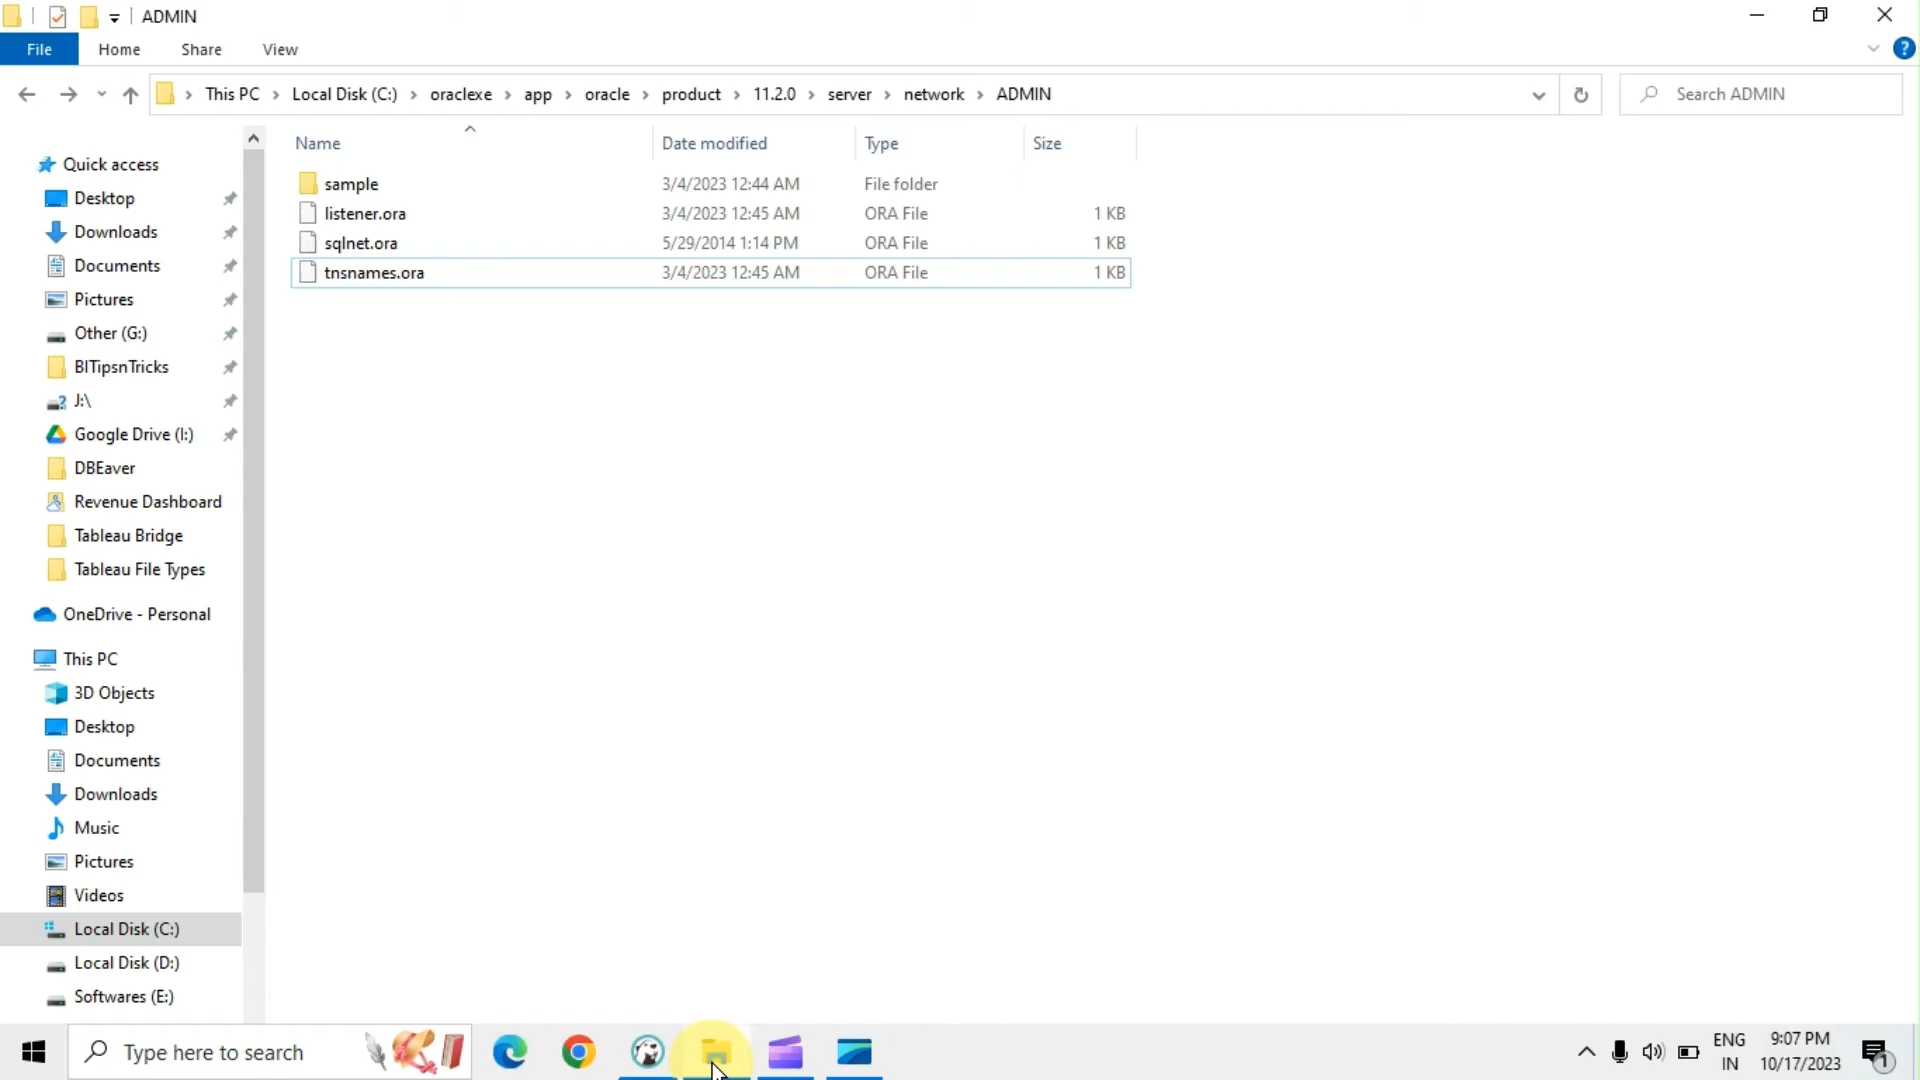 ADMIN
File Home Share View
This PC Local Disk (C:) oraclexe app oracle product 11.2.0 server network ADMIN Search ADMIN
Name Date modified Type Size
sample 3/4/2023 12:44 AM File folder
listener.ora 3/4/2023 12:45 AM ORA File 1 KB
sqlnet.ora 5/29/2014 1:14 PM ORA File 1 KB
tnsnames.ora 3/4/2023 12:45 AM ORA File 1 KB
Quick access
Desktop
Downloads
Documents
Pictures
Other (G:)
BITipsnTricks
J:\
Google Drive (I:)
DBEaver
Revenue Dashboard
Tableau Bridge
Tableau File Types
OneDrive - Personal
This PC
3D Objects
Desktop
Documents
Downloads
Music
Pictures
Videos
Local Disk (C:)
Local Disk (D:)
Softwares (E:)
Type here to search
ENG 9:07 PM
IN 10/17/2023 1